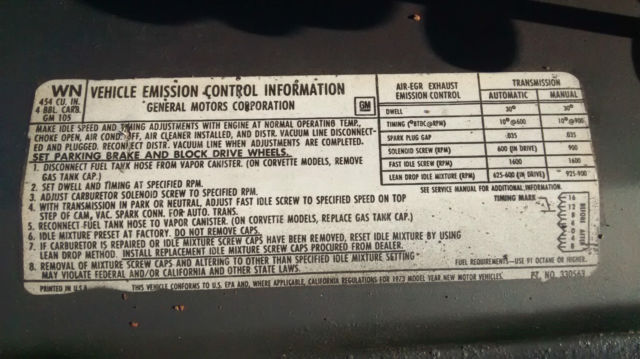 WN
454 CU. IN.
4 BBL. CARB.
GM 105
VEHICLE EMISSION CONTROL INFORMATION
GENERAL MOTORS CORPORATION
GM
MAKE IDLE SPEED AND TIMING ADJUSTMENTS WITH ENGINE AT NORMAL OPERATING TEMP.,
CHOKE OPEN, AIR COND. OFF, AIR CLEANER INSTALLED, AND DISTR. VACUUM LINE DISCONNECT-
ED AND PLUGGED. RECONNECT DISTR. VACUUM LINE WHEN ADJUSTMENTS ARE COMPLETED.
SET PARKING BRAKE AND BLOCK DRIVE WHEELS.
1. DISCONNECT FUEL TANK HOSE FROM VAPOR CANISTER. (ON CORVETTE MODELS, REMOVE
GAS TANK CAP.)
2. SET DWELL AND TIMING AT SPECIFIED RPM.
3. ADJUST CARBURETOR SOLENOID SCREW TO SPECIFIED RPM.
4. WITH TRANSMISSION IN PARK OR NEUTRAL, ADJUST FAST IDLE SCREW TO SPECIFIED SPEED ON TOP
STEP OF CAM, VAC. SPARK CONN. FOR AUTO. TRANS.
5. RECONNECT FUEL TANK HOSE TO VAPOR CANISTER. (ON CORVETTE MODELS, REPLACE GAS TANK CAP.)
6. IDLE MIXTURE PRESET AT FACTORY. DO NOT REMOVE CAPS.
7. IF CARBURETOR IS REPAIRED OR IDLE MIXTURE SCREW CAPS HAVE BEEN REMOVED, RESET IDLE MIXTURE BY USING
LEAN DROP METHOD. INSTALL REPLACEMENT IDLE MIXTURE SCREW CAPS PROCURED FROM DEALER.
8. REMOVAL OF MIXTURE SCREW CAPS AND ALTERING TO OTHER THAN SPECIFIED IDLE MIXTURE SETTING
MAY VIOLATE FEDERAL AND/OR CALIFORNIA AND OTHER STATE LAWS.
AIR-EGR EXHAUST EMISSION CONTROL TRANSMISSION
AUTOMATIC MANUAL
DWELL 30° 30°
TIMING (°BTDC@RPM) 10°@600 10°@900
SPARK PLUG GAP .035 .035
SOLENOID SCREW (RPM) 600 (IN DRIVE) 900
FAST IDLE SCREW (RPM) 1600 1600
LEAN DROP IDLE MIXTURE (RPM) 625-600 (IN DRIVE) 925-900
SEE SERVICE MANUAL FOR ADDITIONAL INFORMATION.
TIMING MARK
16
12
8
4
0
BEFORE
AFTER
FUEL REQUIREMENTS-USE 91 OCTANE OR HIGHER.
PRINTED IN U.S.A. THIS VEHICLE CONFORMS TO U.S. EPA AND, WHERE APPLICABLE, CALIFORNIA REGULATIONS FOR 1973 MODEL YEAR NEW MOTOR VEHICLES. PT. NO. 330563